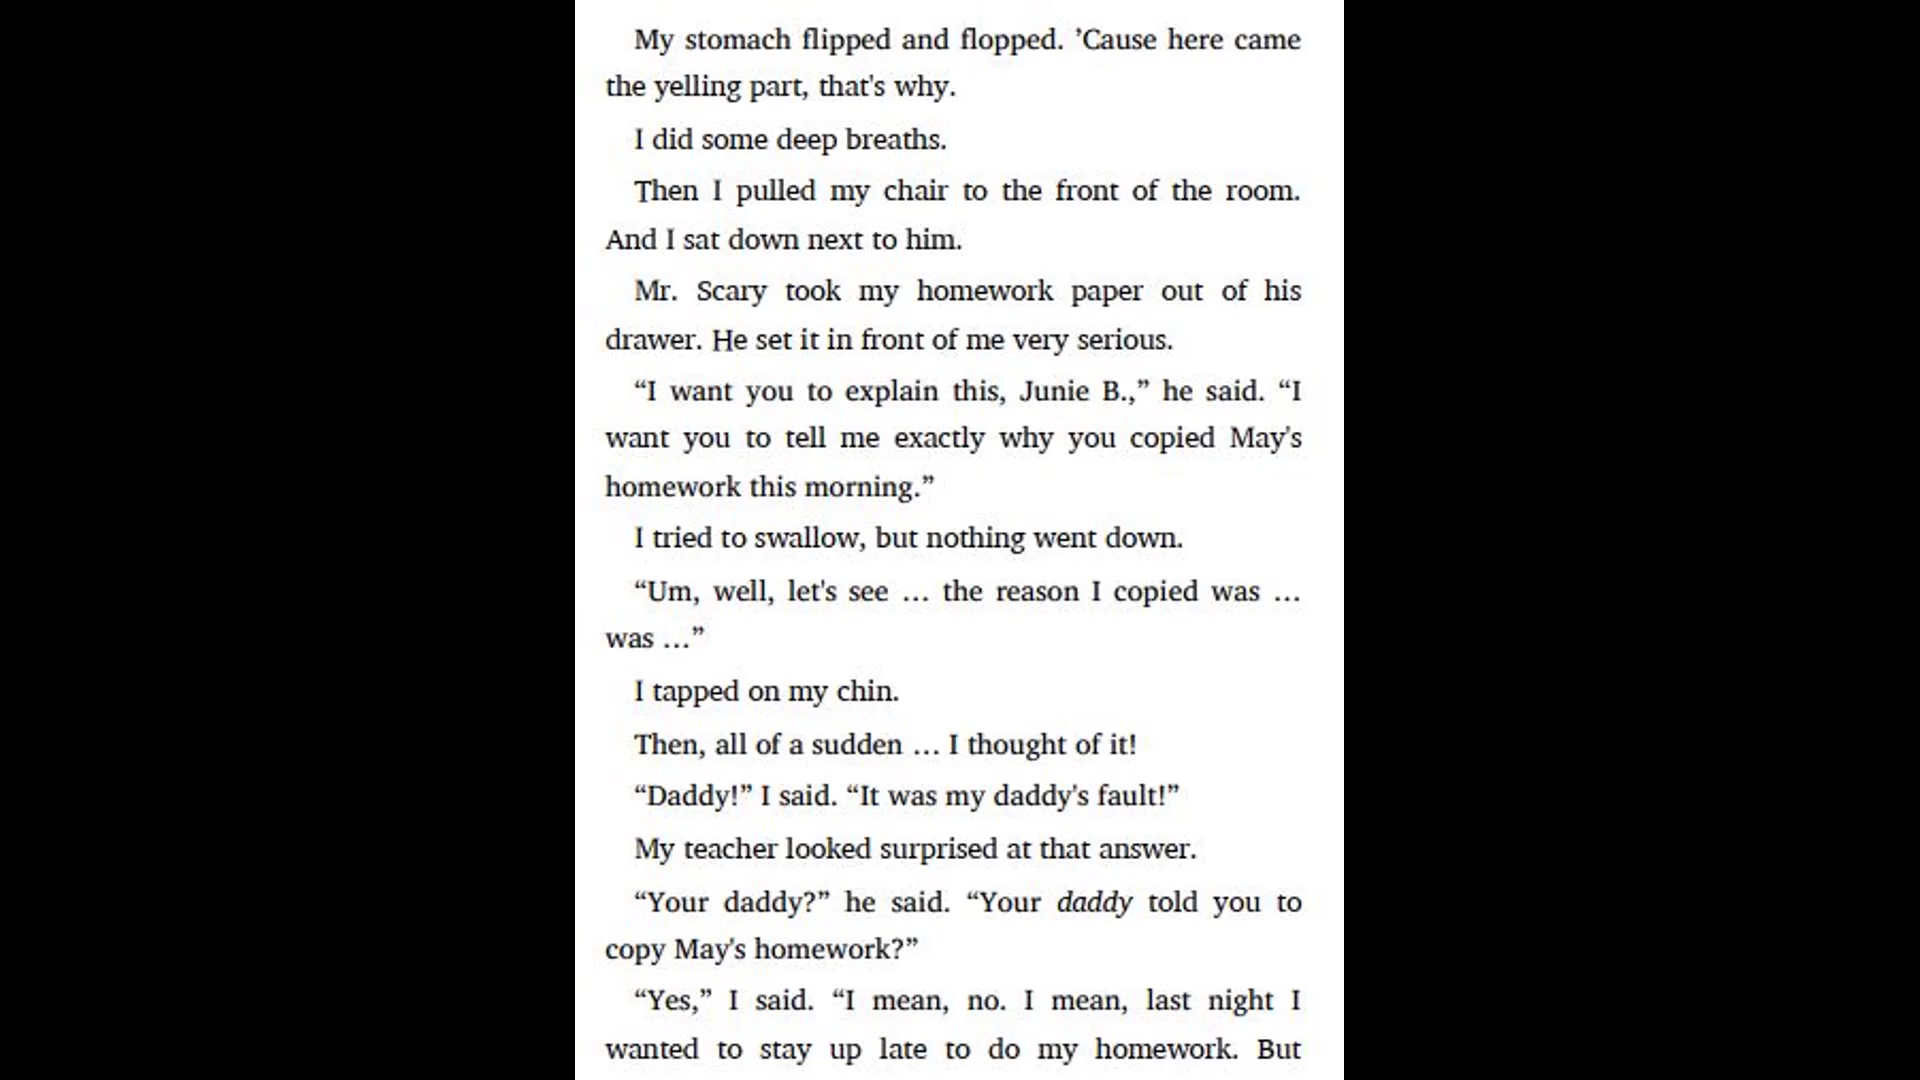 My stomach flipped and flopped. ’Cause here came
the yelling part, that's why.
I did some deep breaths.
Then I pulled my chair to the front of the room.
And I sat down next to him.
Mr. Scary took my homework paper out of his
drawer. He set it in front of me very serious.
“I want you to explain this, Junie B.,” he said. “I
want you to tell me exactly why you copied May's
homework this morning.”
I tried to swallow, but nothing went down.
“Um, well, let's see … the reason I copied was …
was …”
I tapped on my chin.
Then, all of a sudden … I thought of it!
“Daddy!” I said. “It was my daddy's fault!”
My teacher looked surprised at that answer.
“Your daddy?” he said. “Your daddy told you to
copy May's homework?”
“Yes,” I said. “I mean, no. I mean, last night I
wanted to stay up late to do my homework. But